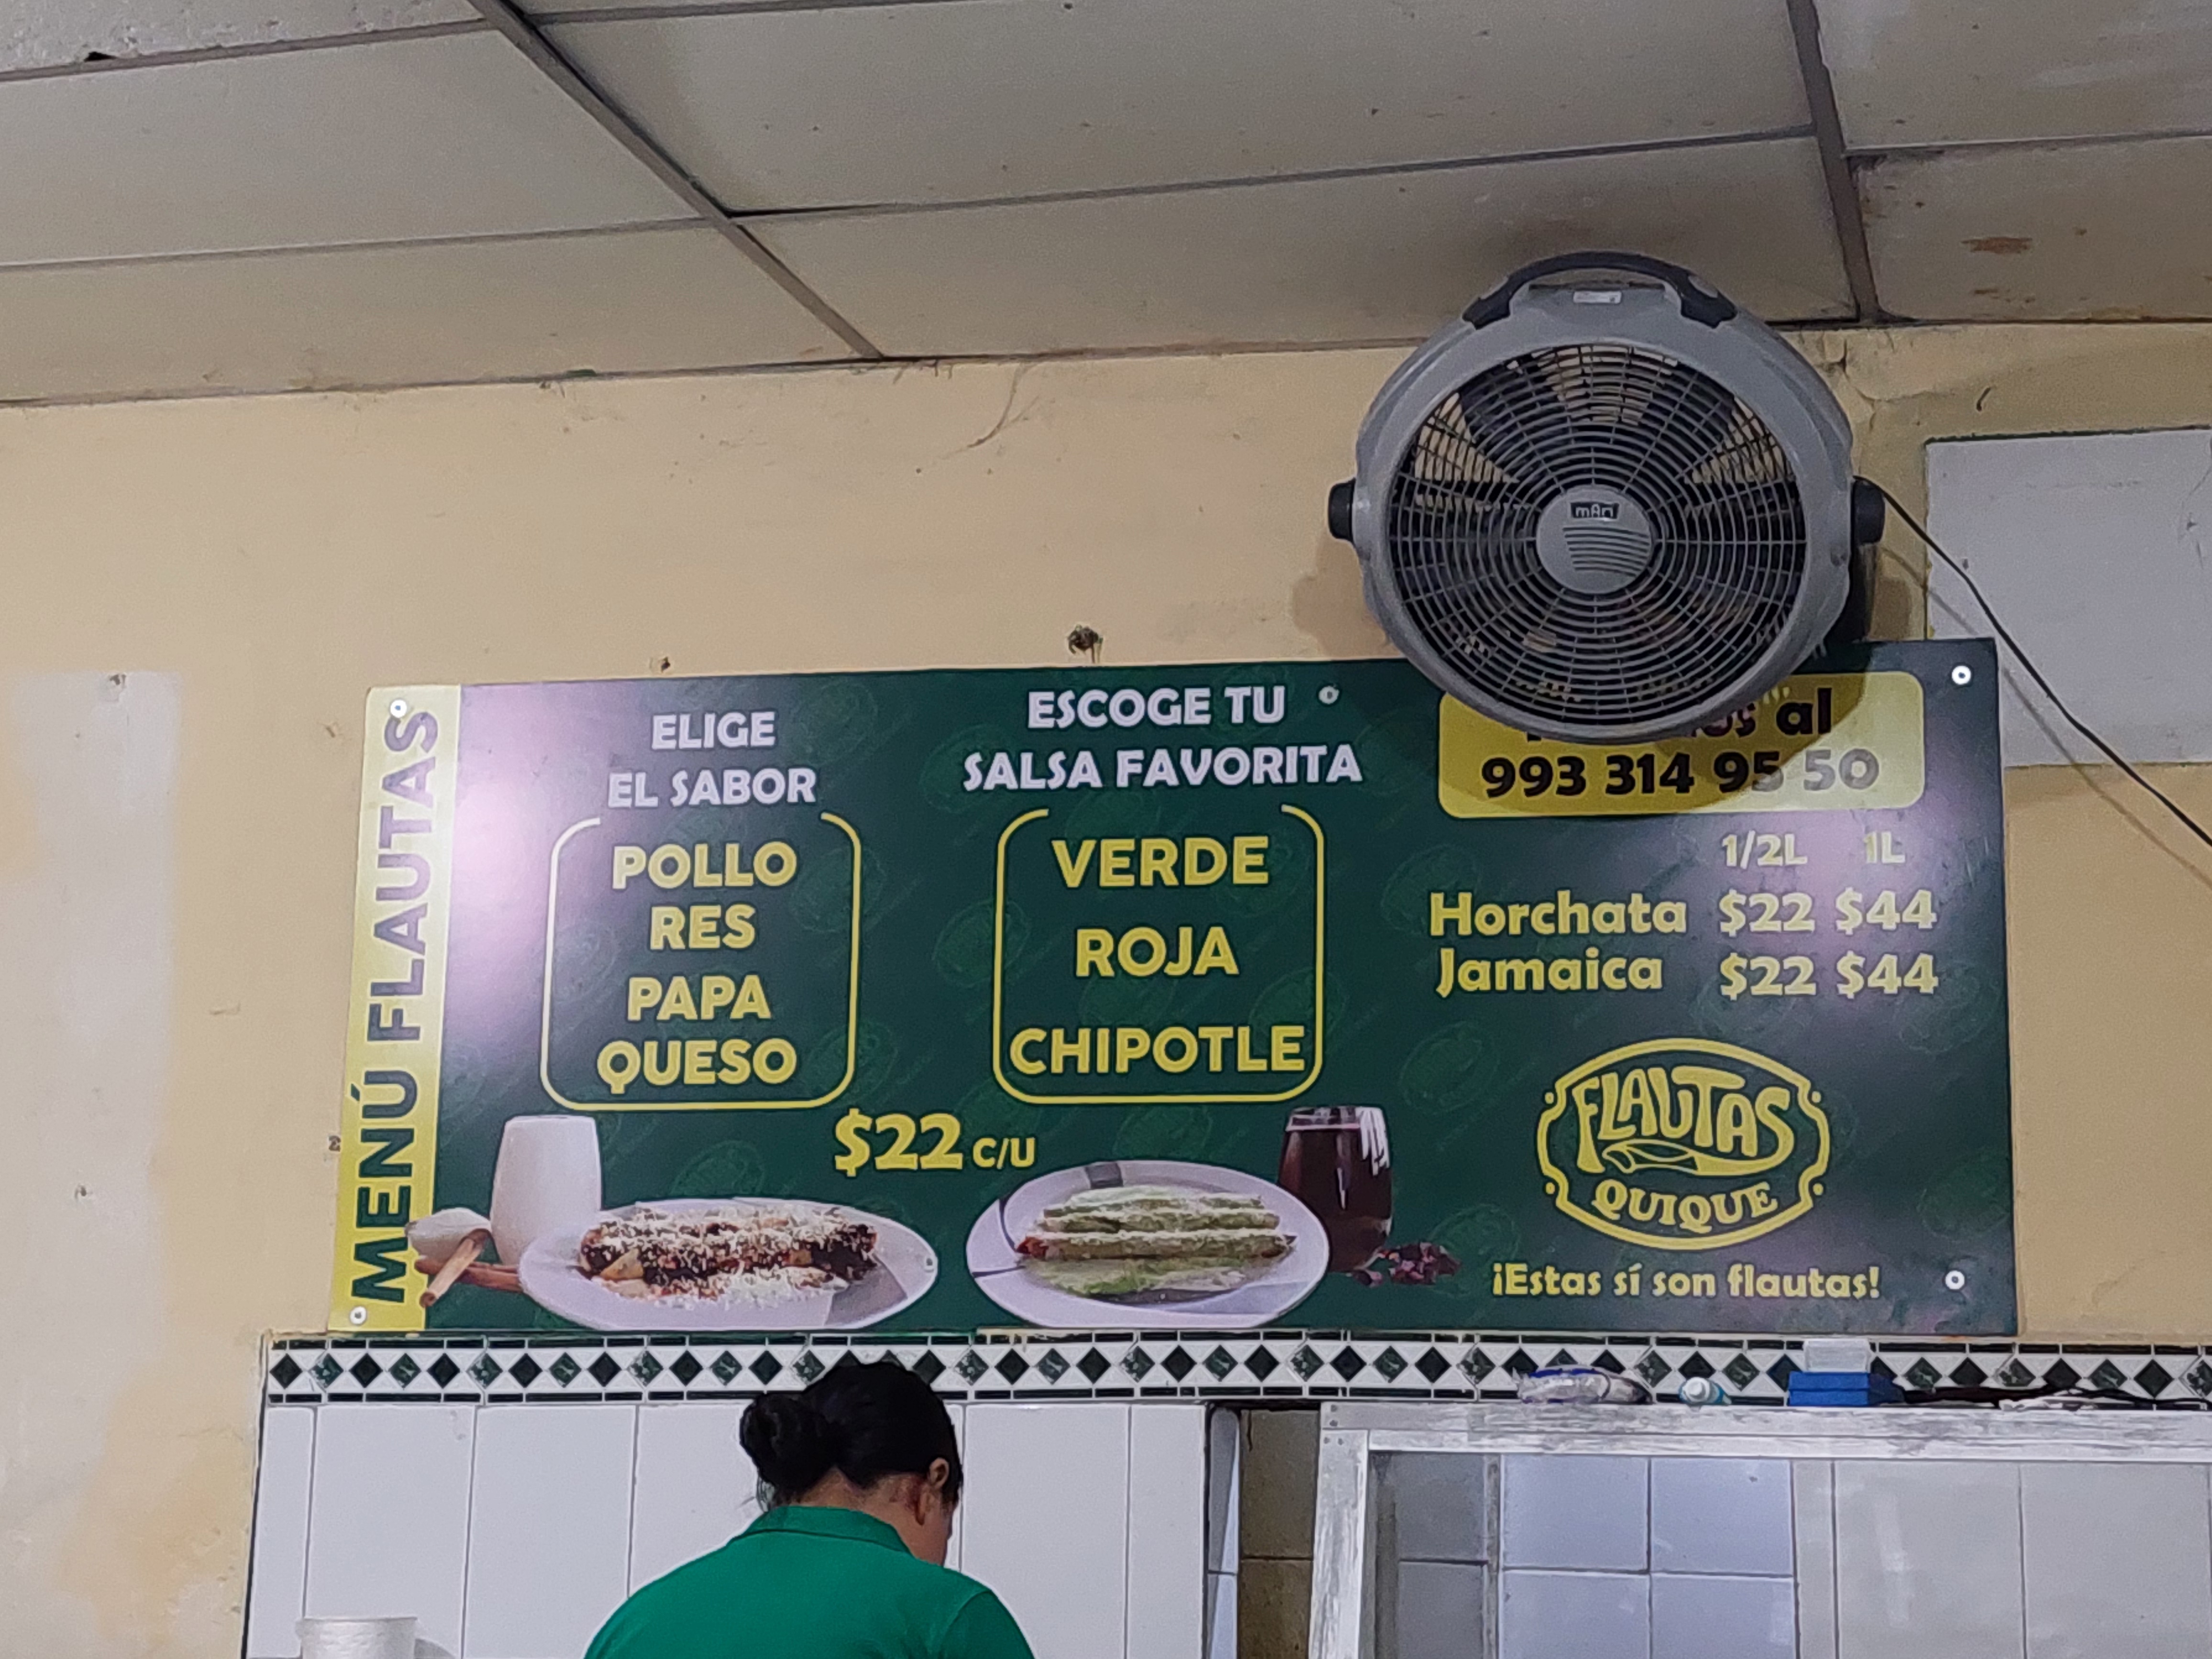 MENÚ FLAUTAS
ELIGE
EL SABOR
POLLO
RES
PAPA
QUESO
ESCOGE TU
SALSA FAVORITA
VERDE
ROJA
CHIPOTLE
$22 C/U
al
993 314 95 50
1/2L 1L
Horchata $22 $44
Jamaica $22 $44
FLAUTAS
QUIQUE
¡Estas sí son flautas!